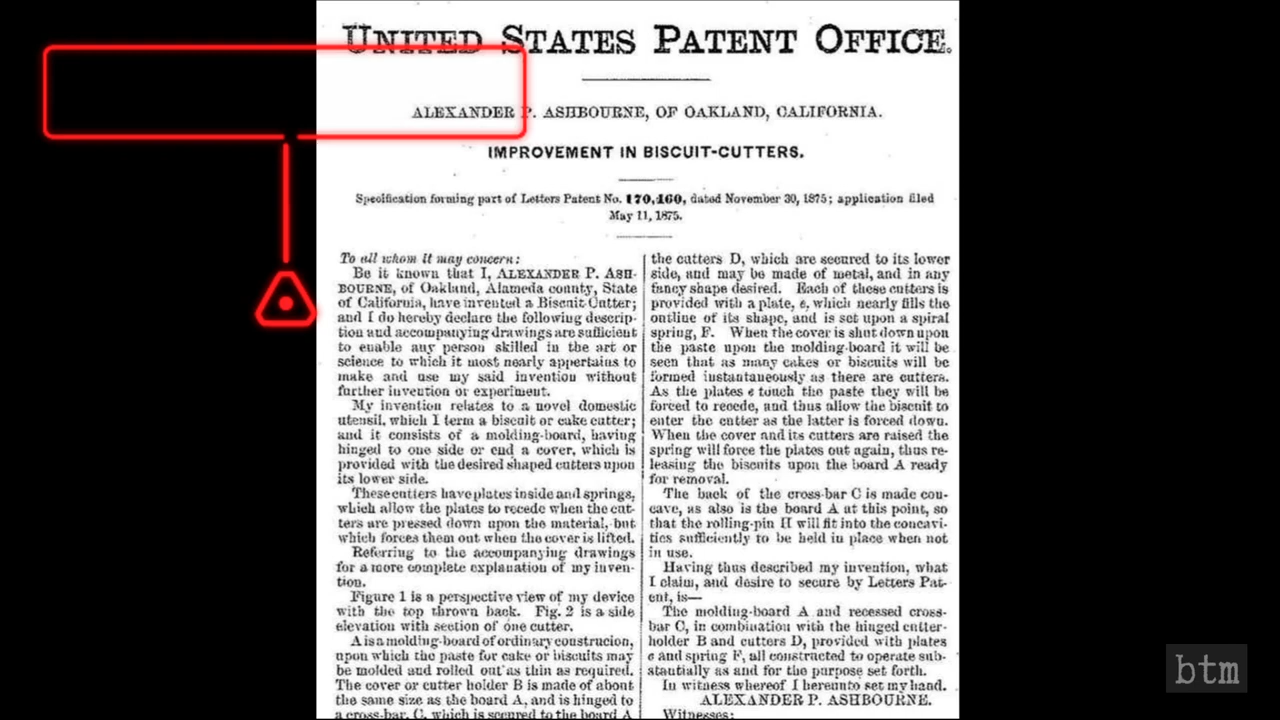 UNITED STATES PATENT OFFICE.
ALEXANDER P. ASHBOURNE, OF OAKLAND, CALIFORNIA.
IMPROVEMENT IN BISCUIT-CUTTERS.
Specification forming part of Letters Patent No. 170,460, dated November 30, 1875; application filed
May 11, 1875.
To all whom it may concern:
Be it known that I, ALEXANDER P. ASH-
BOURNE, of Oakland, Alameda county, State
of California, have invented a Biscuit-Cutter;
and I do hereby declare the following descrip-
tion and accompanying drawings are sufficient
to enable any person skilled in the art or
science to which it most nearly appertains to
make and use my said invention without
further invention or experiment.
My invention relates to a novel domestic
utensil, which I term a biscuit or cake cutter;
and it consists of a molding-board, having
hinged to one side or end a cover, which is
provided with the desired shaped cutters upon
its lower side.
These cutters have plates inside and springs,
which allow the plates to recede when the cut-
ters are pressed down upon the material, but
which forces them out when the cover is lifted.
Referring to the accompanying drawings
for a more complete explanation of my inven-
tion.
Figure 1 is a perspective view of my device
with the top thrown back. Fig. 2 is a side
elevation with section of one cutter.
A is a molding-board of ordinary construcion,
upon which the paste for cake or biscuits may
be molded and rolled out as thin as required.
The cover or cutter holder B is made of about
the same size as the board A, and is hinged to
a cross-bar, C, which is secured to the board A
the cutters D, which are secured to its lower
side, and may be made of metal, and in any
fancy shape desired. Each of these cutters is
provided with a plate, e, which nearly fills the
outline of its shape, and is set upon a spiral
spring, F. When the cover is shut down upon
the paste upon the molding-board it will be
seen that as many cakes or biscuits will be
formed instantaneously as there are cutters.
As the plates e touch the paste they will be
forced to recede, and thus allow the biscuit to
enter the cutter as the latter is forced down.
When the cover and its cutters are raised the
spring will force the plates out again, thus re-
leasing the biscuits upon the board A ready
for removal.
The back of the cross-bar C is made con-
cave, as also is the board A at this point, so
that the rolling-pin H will fit into the concavi-
ties sufficiently to be held in place when not
in use.
Having thus described my invention, what
I claim, and desire to secure by Letters Pat-
ent, is—
The molding-board A and recessed cross-
bar C, in combination with the hinged cutter-
holder B and cutters D, provided with plates
e and spring F, all constructed to operate sub-
stantially as and for the purpose set forth.
In witness whereof I hereunto set my hand.
ALEXANDER P. ASHBOURNE.
Witnesses:
btm